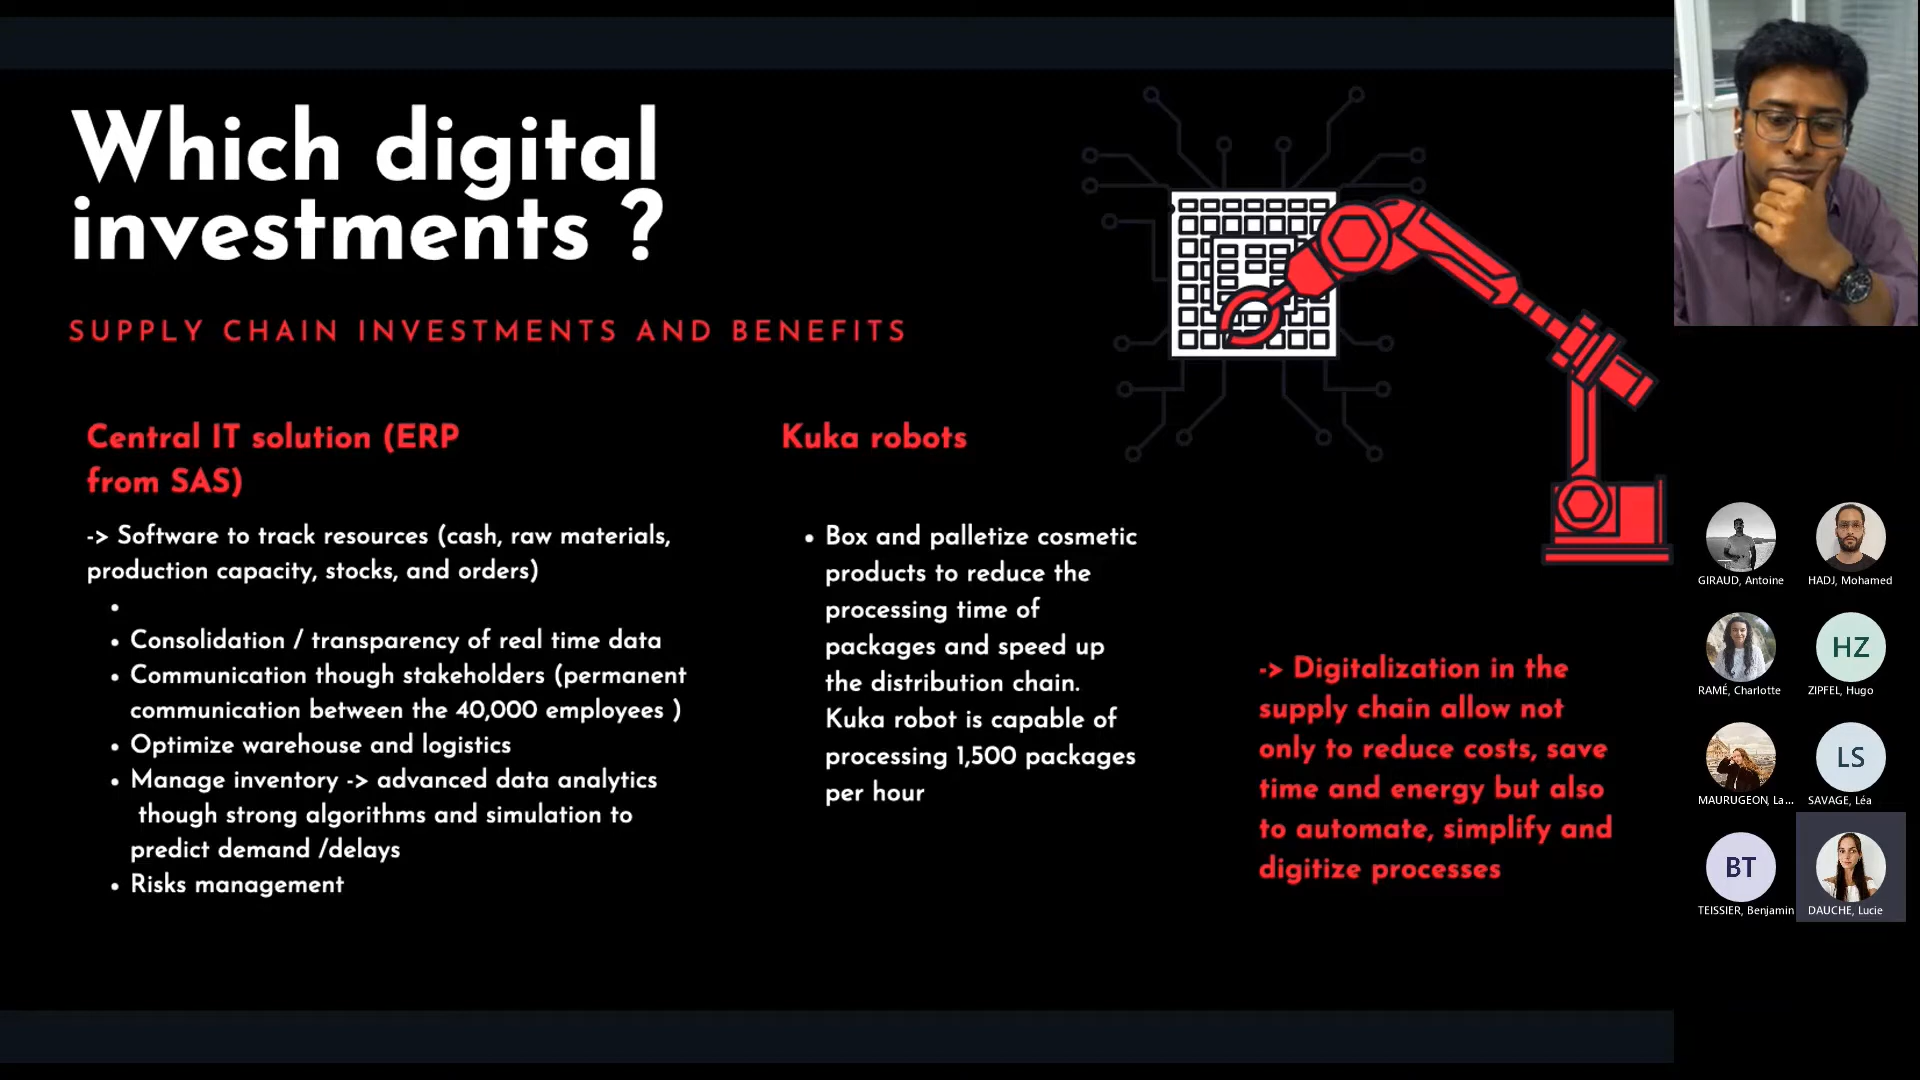 Which digital
investments ?
SUPPLY CHAIN INVESTMENTS AND BENEFITS
Central IT solution (ERP
from SAS)
-> Software to track resources (cash, raw materials,
production capacity, stocks, and orders)
•
• Consolidation / transparency of real time data
• Communication though stakeholders (permanent
communication between the 40,000 employees )
• Optimize warehouse and logistics
• Manage inventory -> advanced data analytics
though strong algorithms and simulation to
predict demand /delays
• Risks management
Kuka robots
• Box and palletize cosmetic
products to reduce the
processing time of
packages and speed up
the distribution chain.
Kuka robot is capable of
processing 1,500 packages
per hour
-> Digitalization in the
supply chain allow not
only to reduce costs, save
time and energy but also
to automate, simplify and
digitize processes
GIRAUD, Antoine
HADJ, Mohamed
RAMÉ, Charlotte
HZ
ZIPFEL, Hugo
MAURUGEON, La...
LS
SAVAGE, Léa
BT
TEISSIER, Benjamin
DAUCHE, Lucie